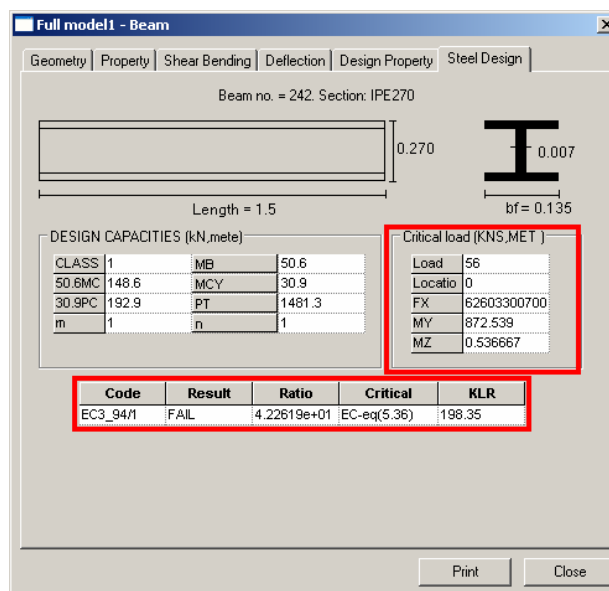 Full model1 - Beam
Geometry Property Shear Bending Deflection Design Property Steel Design
Beam no. = 242. Section: IPE270
0.270
0.007
Length = 1.5
bf = 0.135
DESIGN CAPACITIES (kN,mete)
CLASS 1 MB 50.6
50.6MC 148.6 MCY 30.9
30.9PC 192.9 PT 1481.3
m 1 n 1
Critical load (KNS,MET )
Load 56
Locatio 0
FX 62603300700
MY 872.539
MZ 0.536667
Code Result Ratio Critical KLR
EC3_94/1 FAIL 4.22619e+01 EC-eq(5.36) 198.35
Print Close